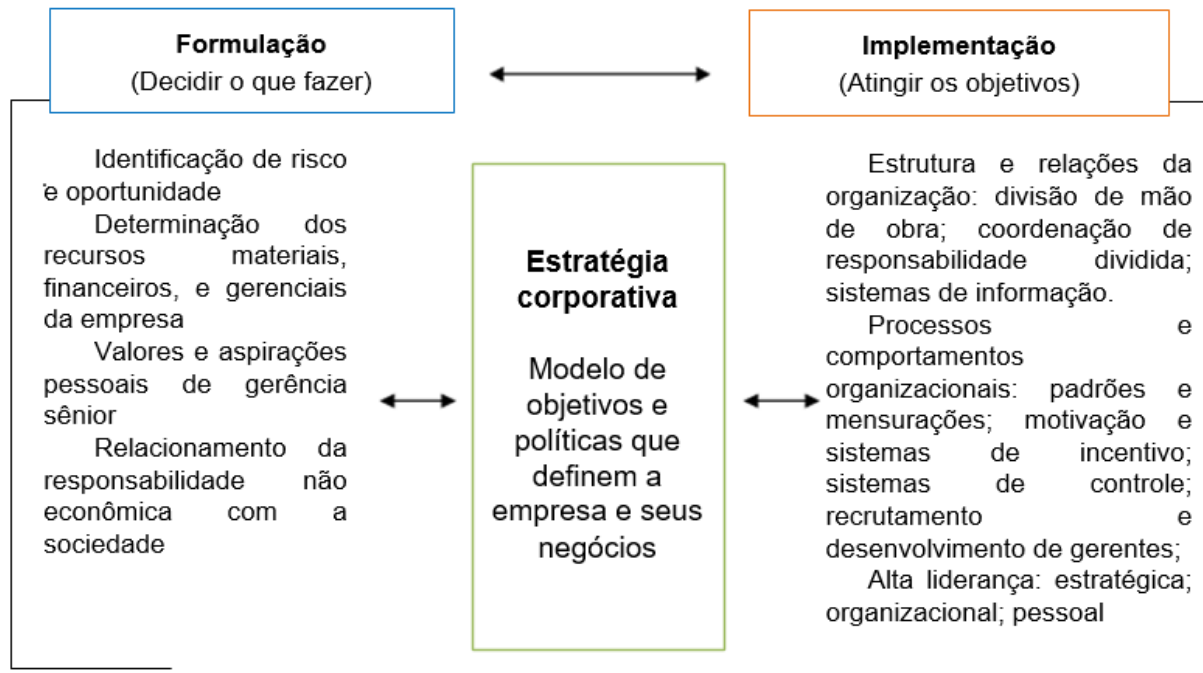 Formulação
(Decidir o que fazer)
Implementação
(Atingir os objetivos)
Identificação de risco
e oportunidade
Determinação dos
recursos materiais,
financeiros, e gerenciais
da empresa
Valores e aspirações
pessoais de gerência
sênior
Relacionamento da
responsabilidade não
econômica com a
sociedade
Estratégia
corporativa
Modelo de
objetivos e
políticas que
definem a
empresa e seus
negócios
Estrutura e relações da
organização: divisão de mão
de obra; coordenação de
responsabilidade dividida;
sistemas de informação.
Processos e
comportamentos
organizacionais: padrões e
mensurações; motivação e
sistemas de incentivo;
sistemas de controle;
recrutamento e
desenvolvimento de gerentes;
Alta liderança: estratégica;
organizacional; pessoal